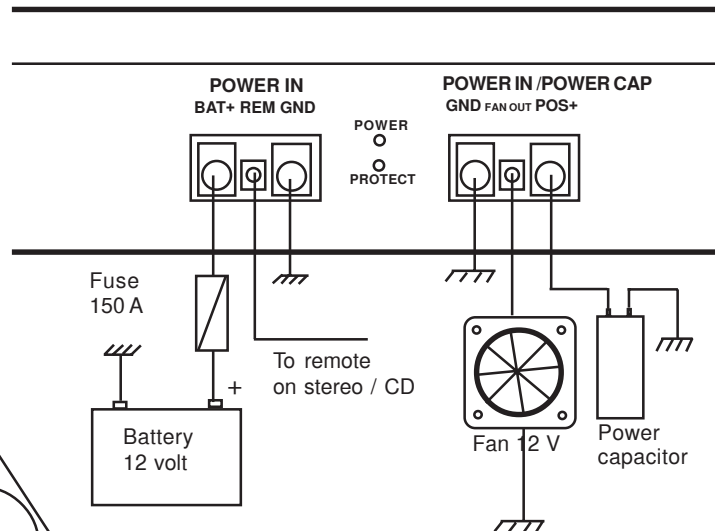 POWER IN
BAT+ REM GND
POWER
PROTECT
POWER IN /POWER CAP
GND FAN OUT POS+
Fuse
150 A
+
To remote
on stereo / CD
Battery
12 volt
Fan 12 V
Power
capacitor